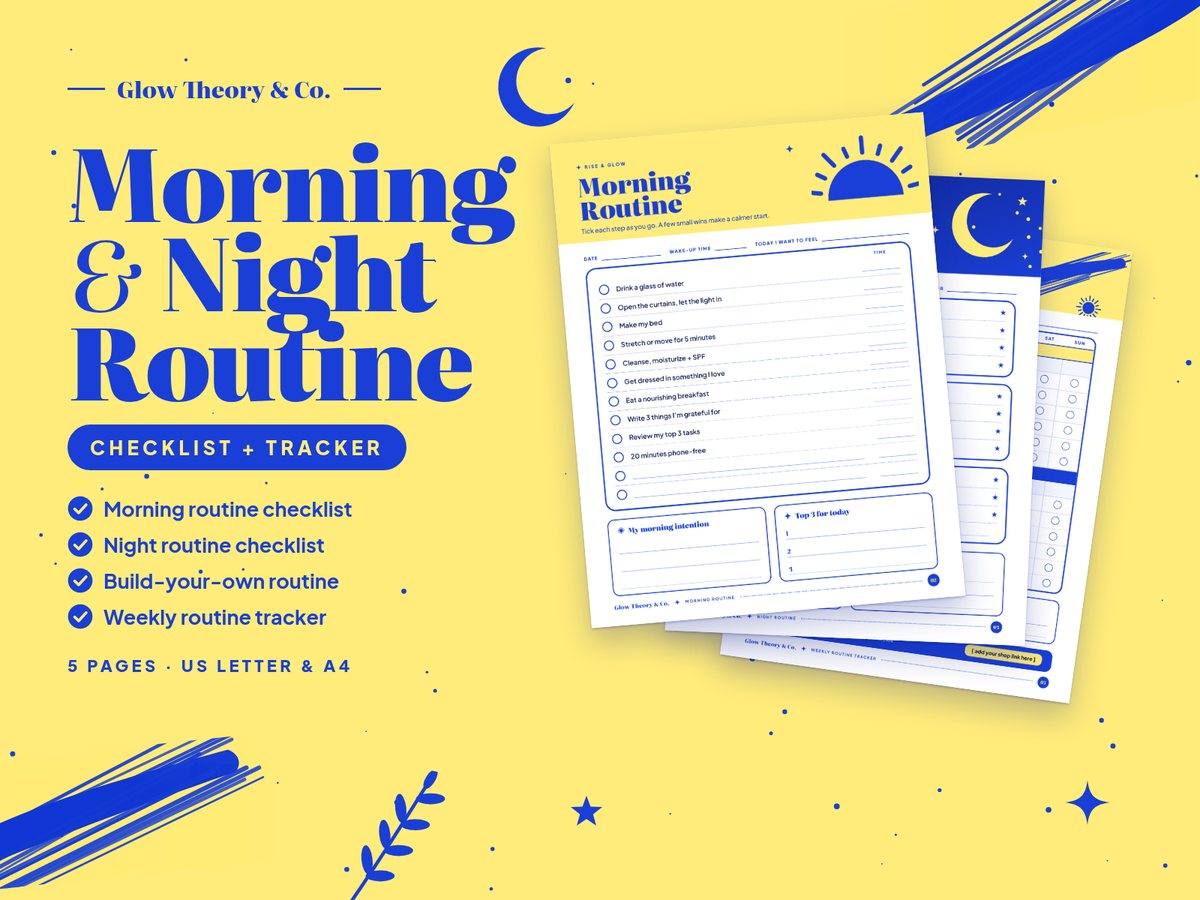 Glow Theory & Co.
Morning
& Night
Routine
CHECKLIST + TRACKER
Morning routine checklist
Night routine checklist
Build-your-own routine
Weekly routine tracker
5 PAGES · US LETTER & A4
RISE & GLOW
Morning
Routine
Tick each step as you go. A few small wins make a calmer start.
DATE WAKE-UP TIME TODAY I WANT TO FEEL
TIME
Drink a glass of water
Open the curtains, let the light in
Make my bed
Stretch or move for 5 minutes
Cleanse, moisturize + SPF
Get dressed in something I love
Eat a nourishing breakfast
Write 3 things I'm grateful for
Review my top 3 tasks
20 minutes phone-free
My morning intention
Top 3 for today
1
2
3
Glow Theory & Co. MORNING ROUTINE 02
NIGHT ROUTINE
SAT SUN
[ add your shop link here ]
Glow Theory & Co. WEEKLY ROUTINE TRACKER